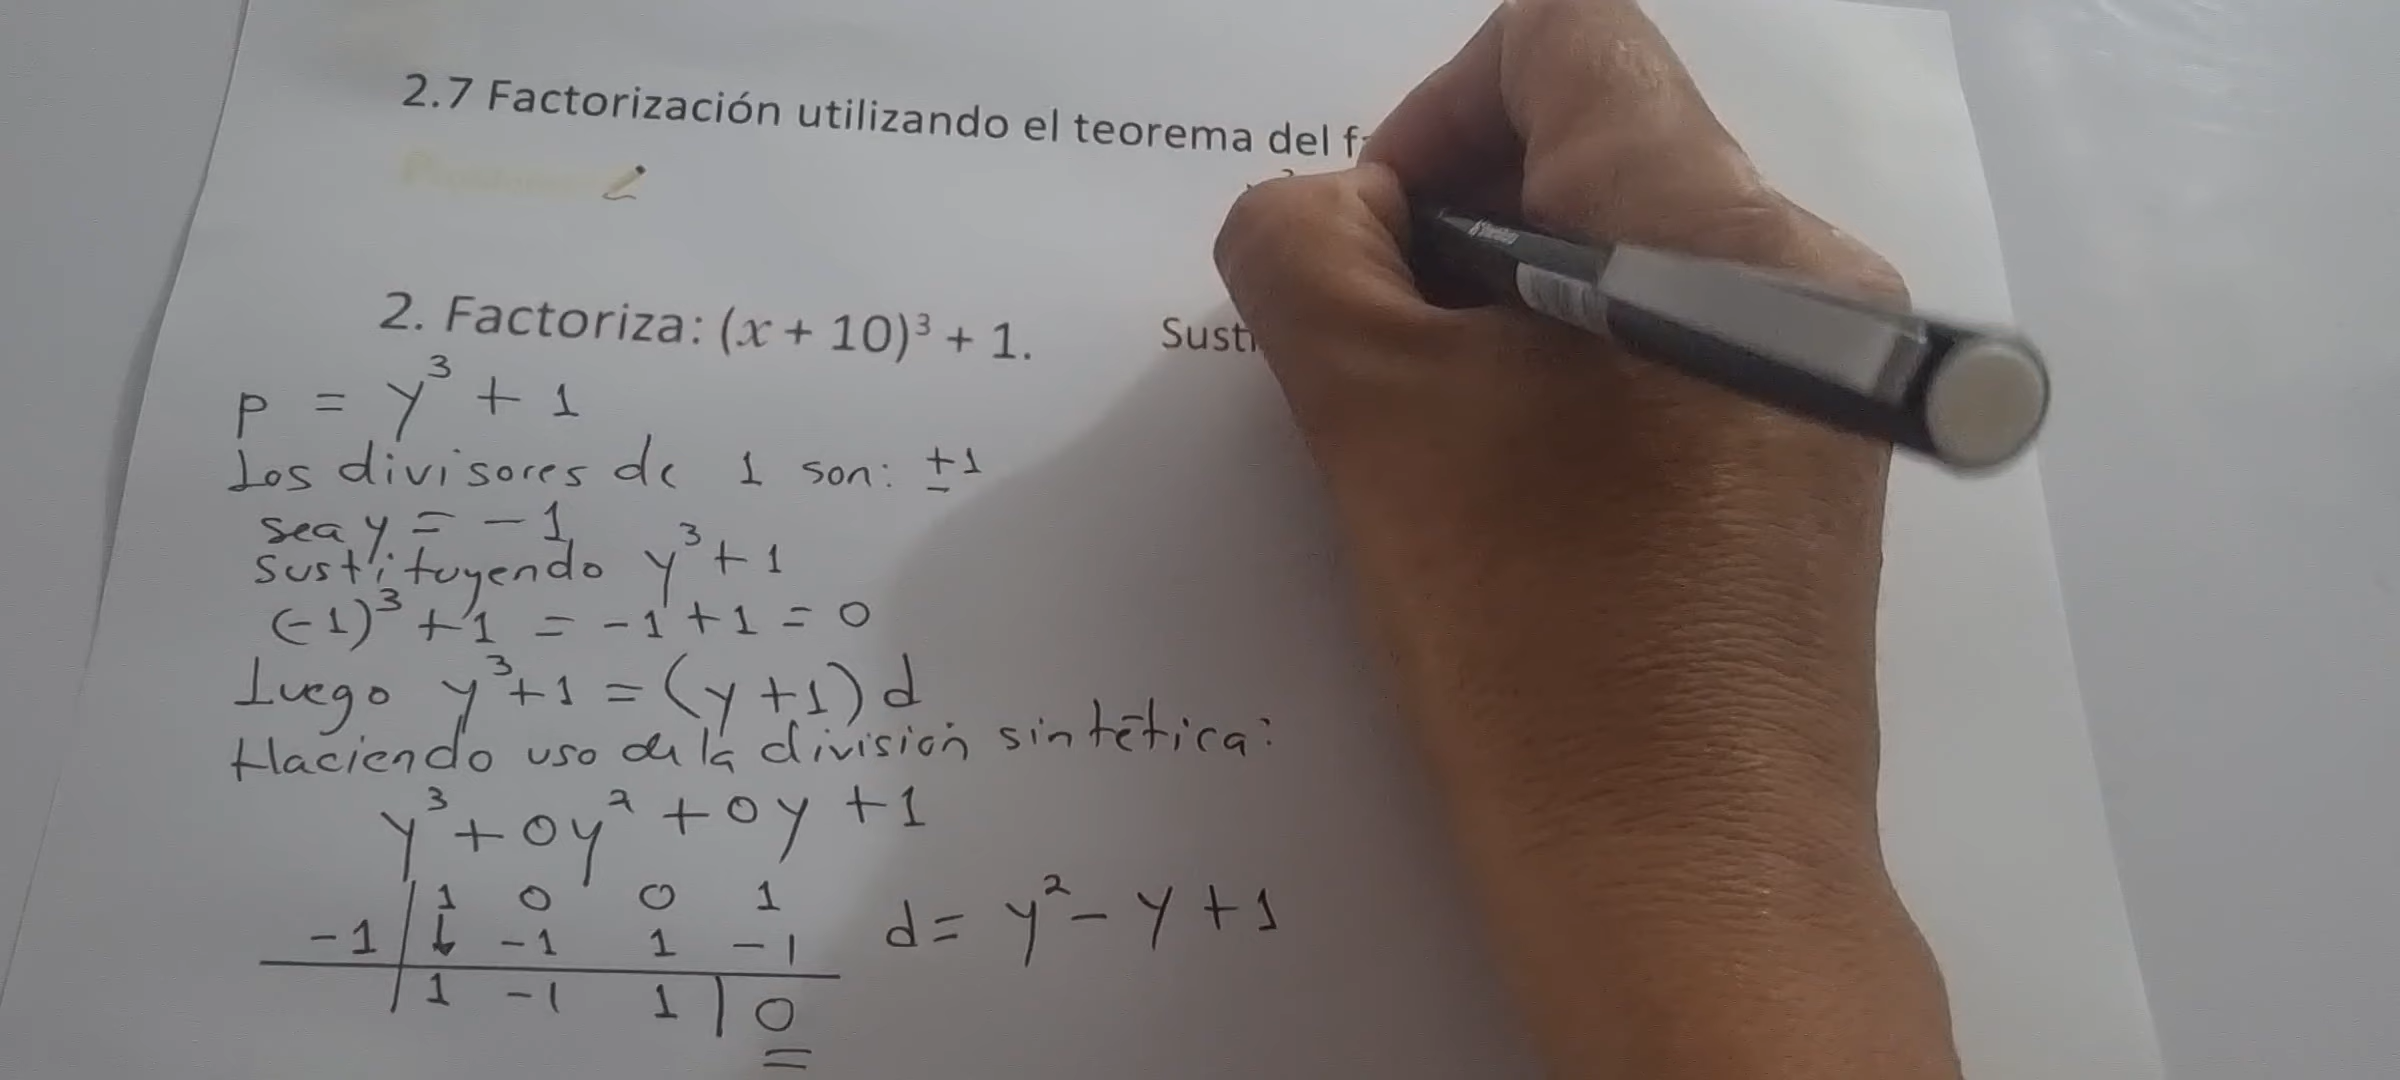 2.7 Factorización utilizando el teorema del
2. Factoriza: (x + 10)³ + 1.
p = y³ + 1
Los divisores de 1 son: ±1
sea y = -1
sustituyendo y³ + 1
(-1)³ + 1 = -1 + 1 = 0
Luego y³+1 = (y+1) d
Haciendo uso de la división sintética:
y³ + 0y² + 0y + 1
1 0 0 1
-1 ↓ -1 1 -1
1 -1 1 0
d = y² - y + 1